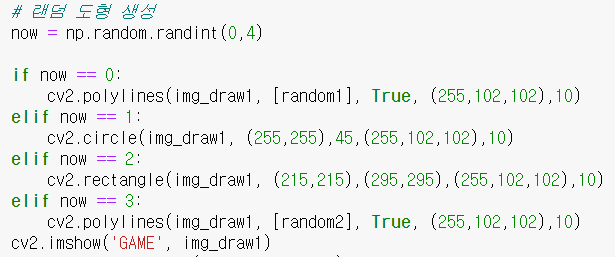 # 랜덤 도형 생성
now = np.random.randint(0,4)
if now == 0:
    cv2.polylines(img_draw1, [random1], True, (255,102,102),10)
elif now == 1:
    cv2.circle(img_draw1, (255,255),45,(255,102,102),10)
elif now == 2:
    cv2.rectangle(img_draw1, (215,215),(295,295),(255,102,102),10)
elif now == 3:
    cv2.polylines(img_draw1, [random2], True, (255,102,102),10)
cv2.imshow('GAME', img_draw1)